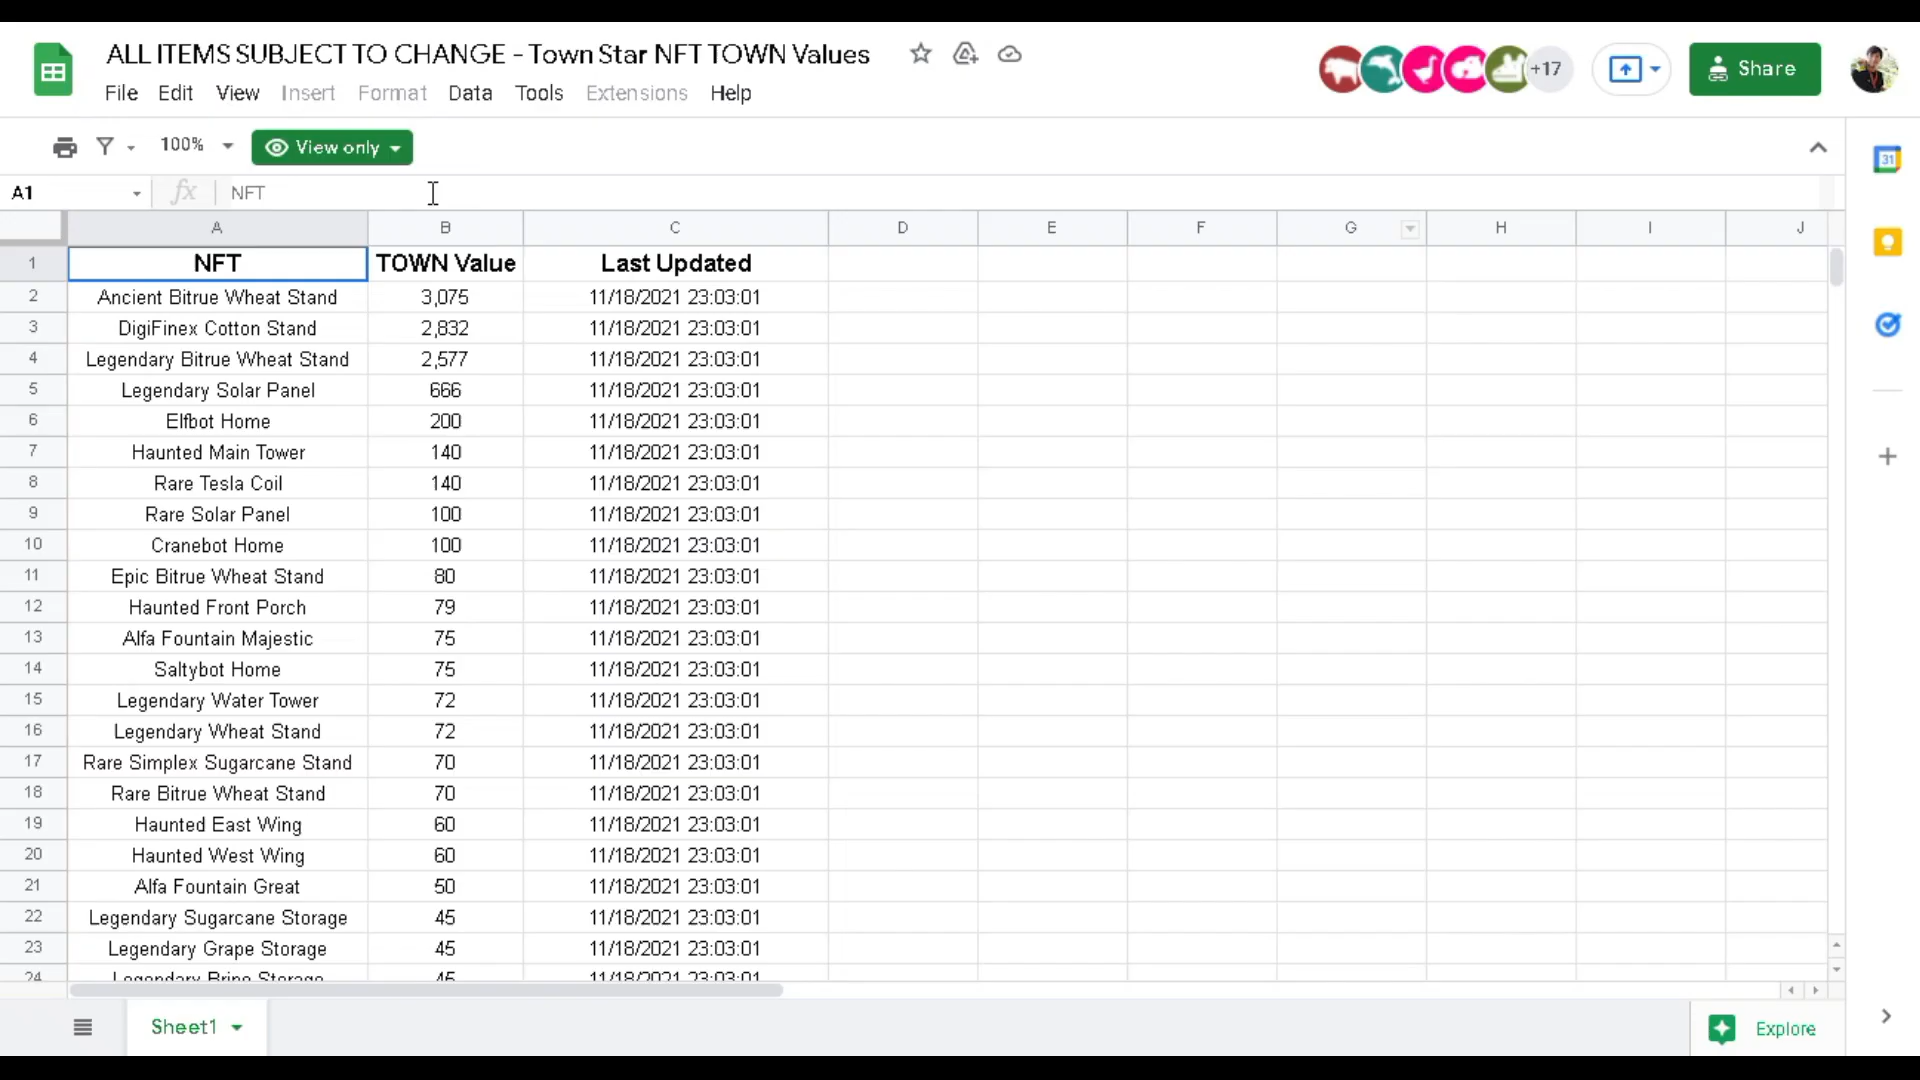 ALL ITEMS SUBJECT TO CHANGE - Town Star NFT TOWN Values
+17
Share
File Edit View Insert Format Data Tools Extensions Help
100% View only
31
A1 fx NFT
A B C D E F G H I J
1 NFT TOWN Value Last Updated
2 Ancient Bitrue Wheat Stand 3,075 11/18/2021 23:03:01
3 DigiFinex Cotton Stand 2,832 11/18/2021 23:03:01
4 Legendary Bitrue Wheat Stand 2,577 11/18/2021 23:03:01
5 Legendary Solar Panel 666 11/18/2021 23:03:01
6 Elfbot Home 200 11/18/2021 23:03:01
7 Haunted Main Tower 140 11/18/2021 23:03:01
8 Rare Tesla Coil 140 11/18/2021 23:03:01
9 Rare Solar Panel 100 11/18/2021 23:03:01
10 Cranebot Home 100 11/18/2021 23:03:01
11 Epic Bitrue Wheat Stand 80 11/18/2021 23:03:01
12 Haunted Front Porch 79 11/18/2021 23:03:01
13 Alfa Fountain Majestic 75 11/18/2021 23:03:01
14 Saltybot Home 75 11/18/2021 23:03:01
15 Legendary Water Tower 72 11/18/2021 23:03:01
16 Legendary Wheat Stand 72 11/18/2021 23:03:01
17 Rare Simplex Sugarcane Stand 70 11/18/2021 23:03:01
18 Rare Bitrue Wheat Stand 70 11/18/2021 23:03:01
19 Haunted East Wing 60 11/18/2021 23:03:01
20 Haunted West Wing 60 11/18/2021 23:03:01
21 Alfa Fountain Great 50 11/18/2021 23:03:01
22 Legendary Sugarcane Storage 45 11/18/2021 23:03:01
23 Legendary Grape Storage 45 11/18/2021 23:03:01
24 Legendary Brine Storage 45 11/18/2021 23:03:01
Sheet1
Explore